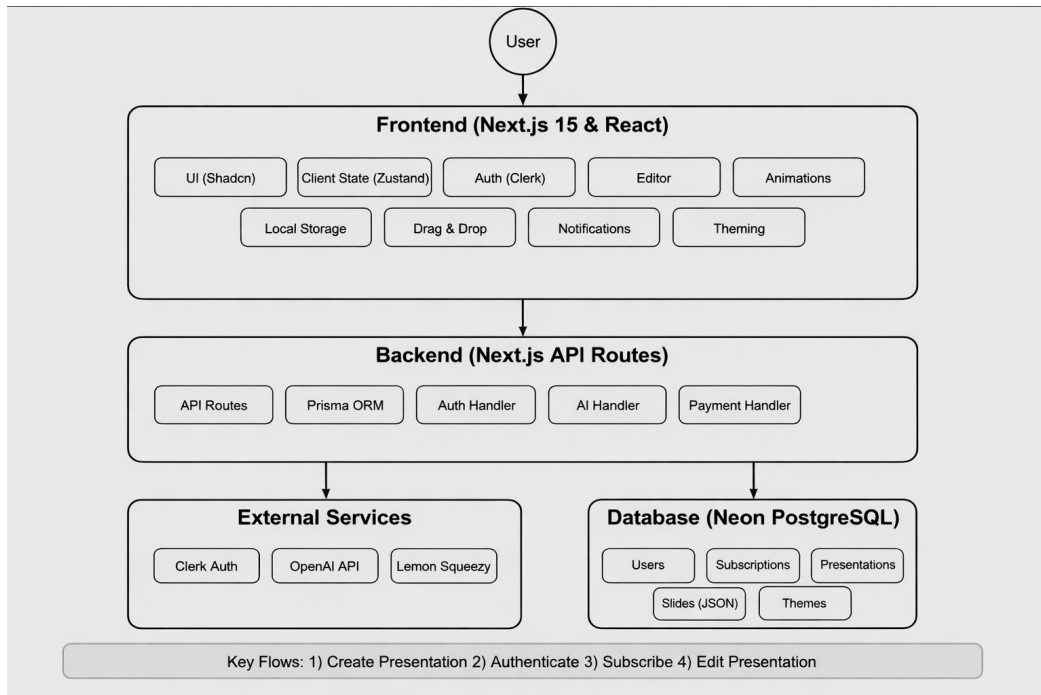 User
Frontend (Next.js 15 & React)
UI (Shadcn) Client State (Zustand) Auth (Clerk) Editor Animations
Local Storage Drag & Drop Notifications Theming
Backend (Next.js API Routes)
API Routes Prisma ORM Auth Handler AI Handler Payment Handler
External Services
Clerk Auth OpenAI API Lemon Squeezy
Database (Neon PostgreSQL)
Users Subscriptions Presentations
Slides (JSON) Themes
Key Flows: 1) Create Presentation 2) Authenticate 3) Subscribe 4) Edit Presentation